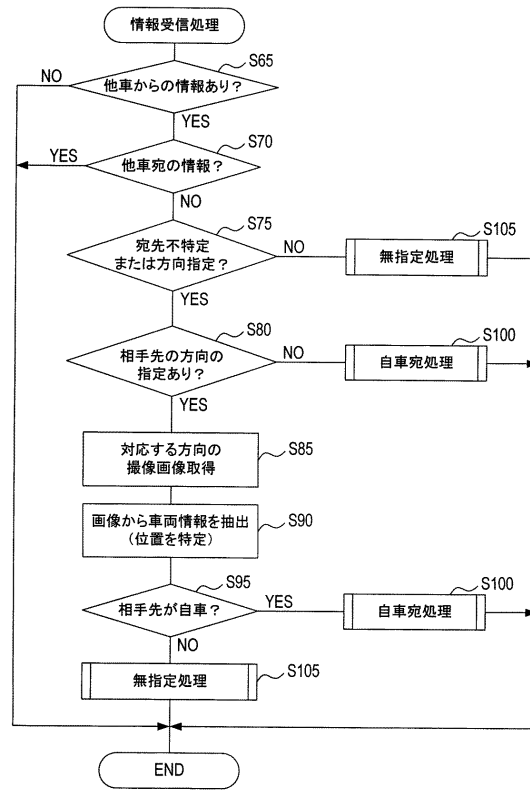 情報受信処理
S65
NO
他車からの情報あり?
YES
S70
YES
他車宛の情報?
NO
S75
宛先不特定
または方向指定?
NO
S105
無指定処理
YES
S80
相手先の方向の
指定あり?
NO
S100
自車宛処理
YES
対応する方向の
撮像画像取得
S85
画像から車両情報を抽出
(位置を特定)
S90
S95
相手先が自車?
YES
S100
自車宛処理
NO
無指定処理
S105
END